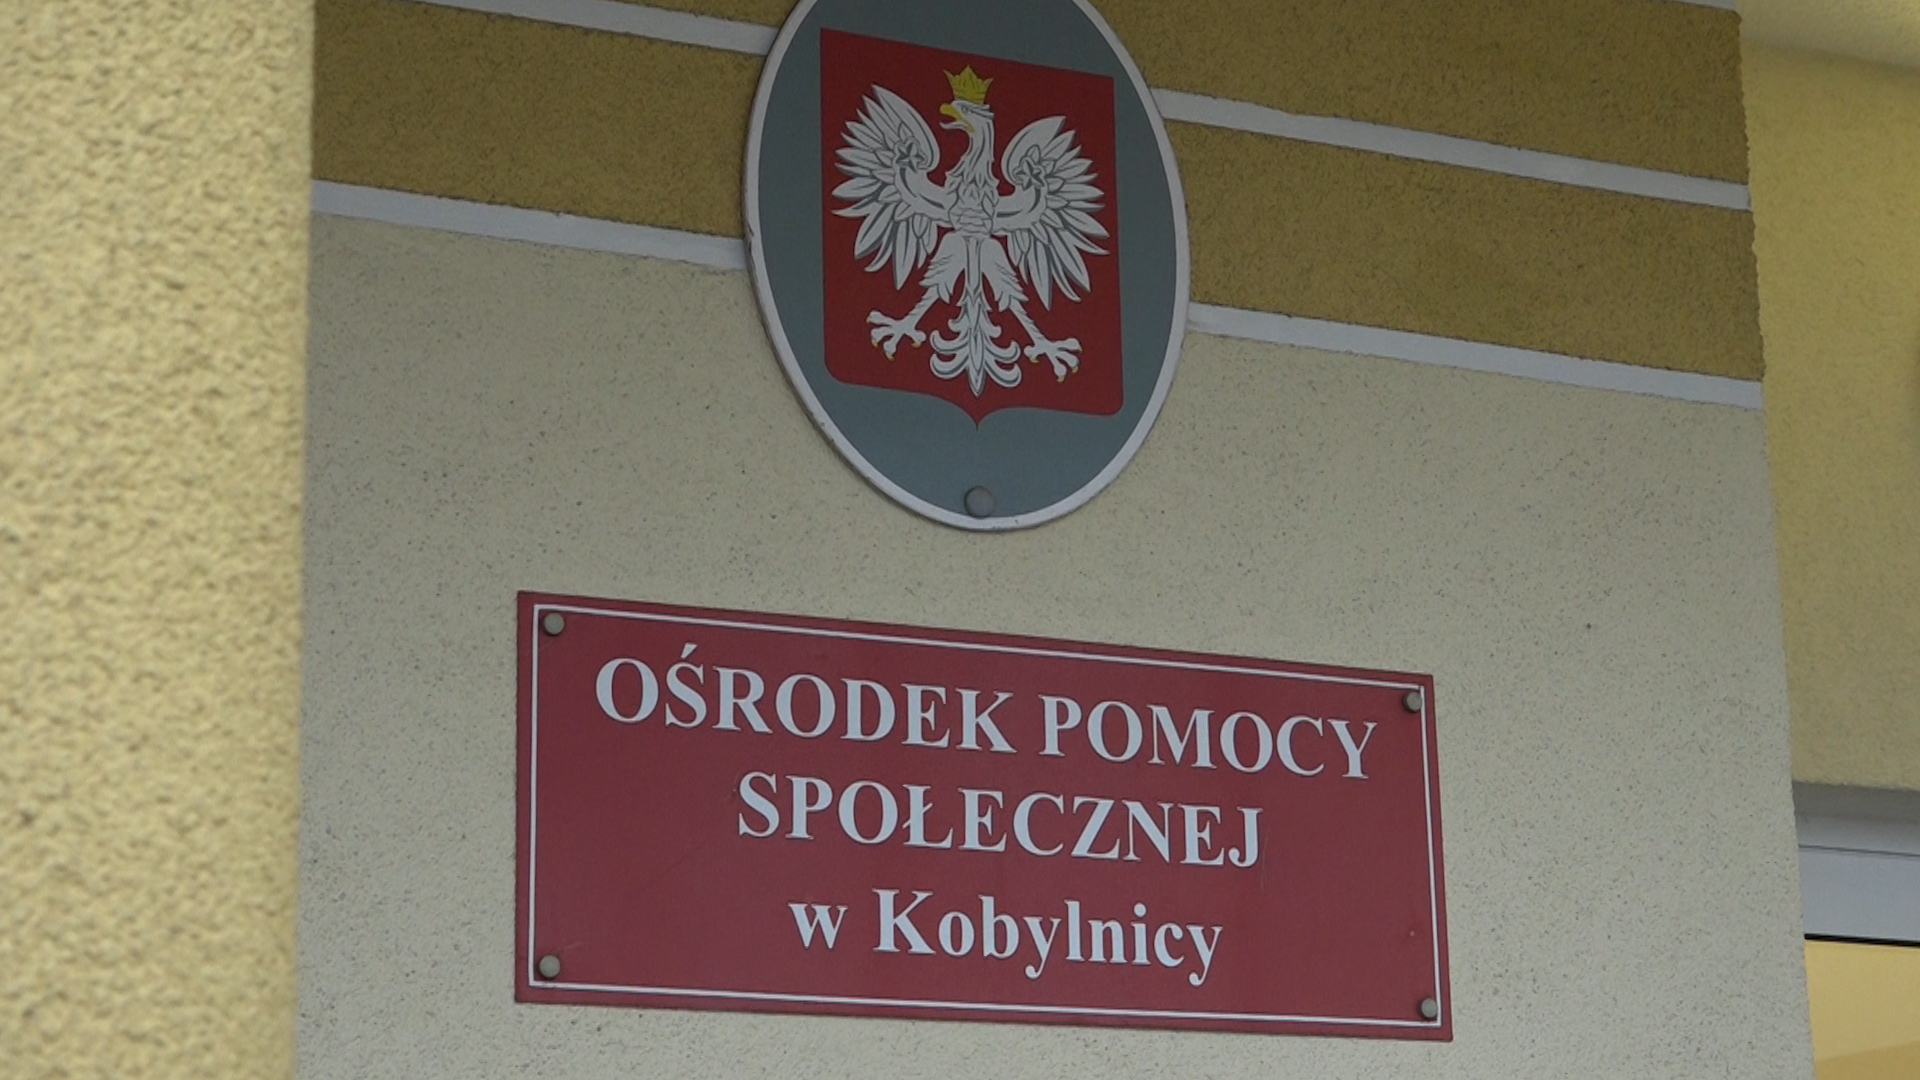 OŚRODEK POMOCY
SPOŁECZNEJ
w Kobylnicy